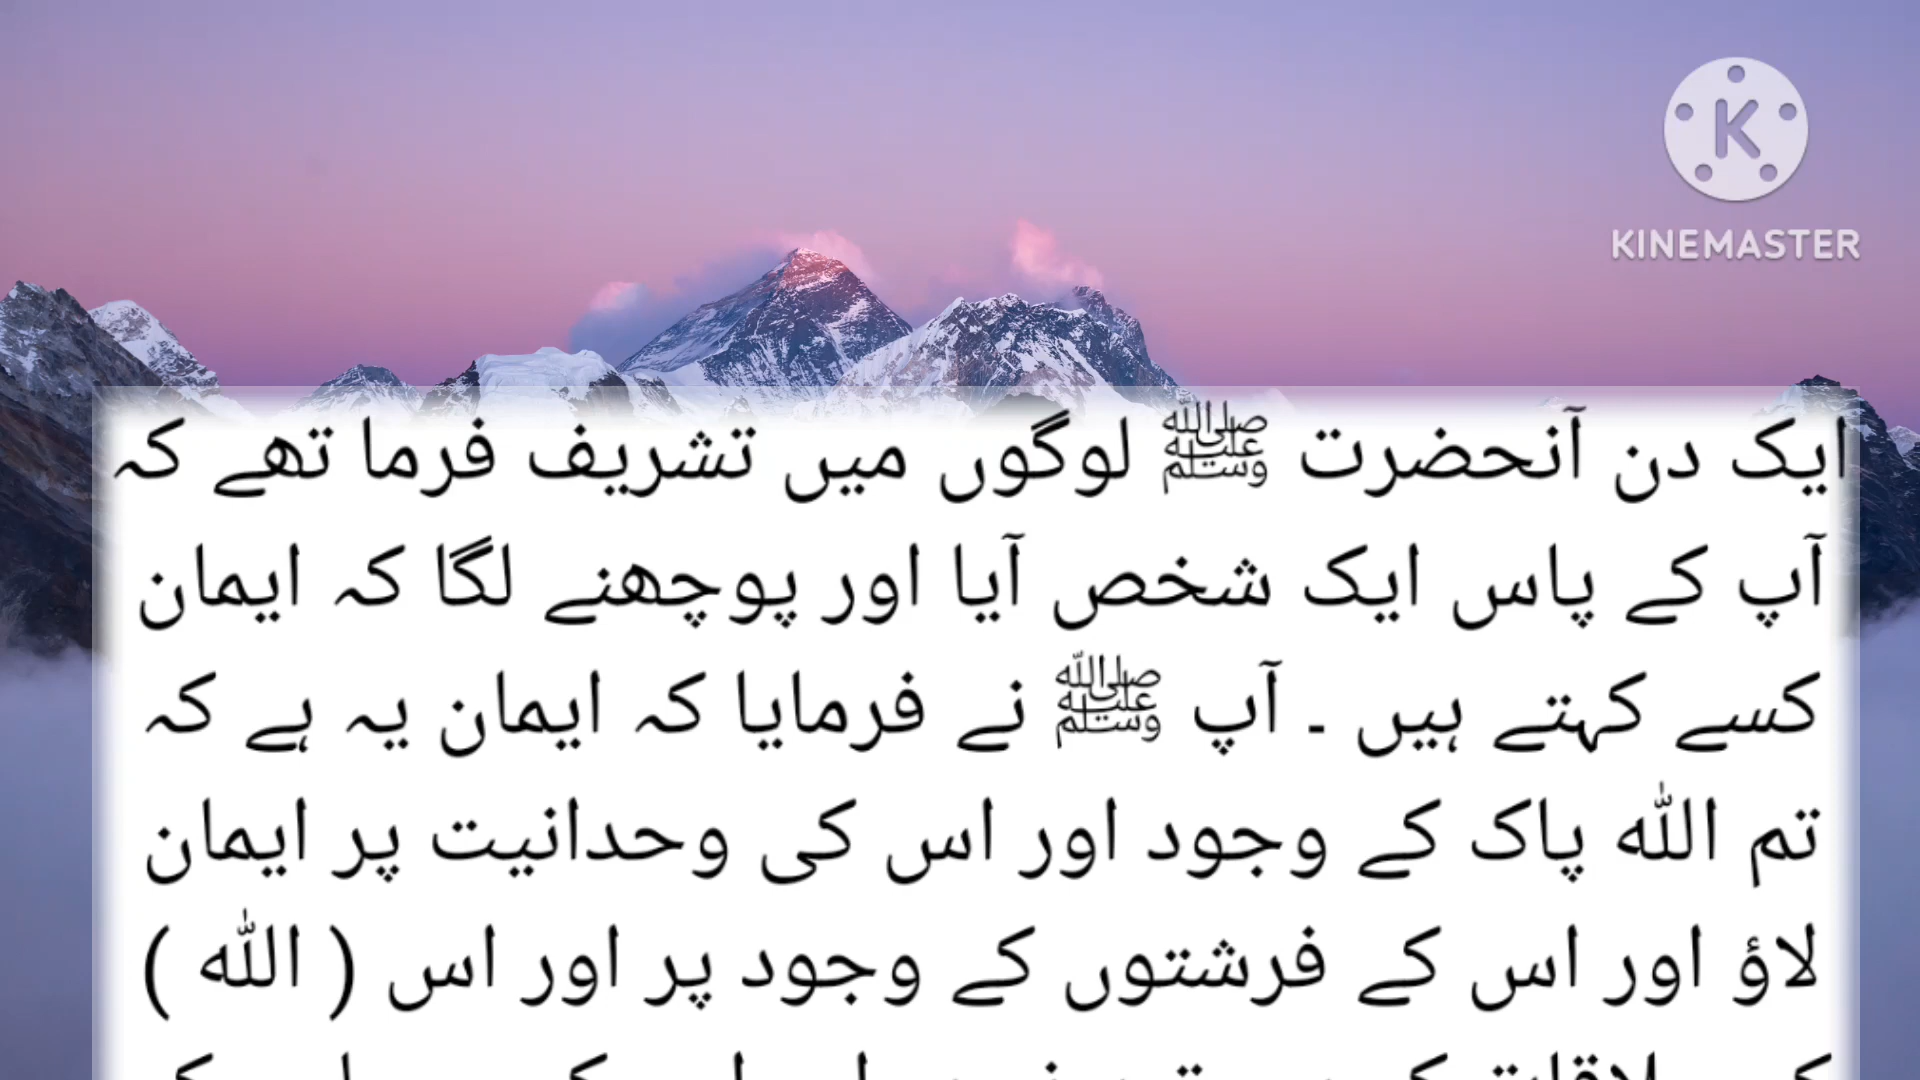 KINEMASTER
ایک دن آنحضرت ﷺ لوگوں میں تشریف فرما تھے کہ
آپ کے پاس ایک شخص آیا اور پوچھنے لگا کہ ایمان
کسے کہتے ہیں ۔ آپ ﷺ نے فرمایا کہ ایمان یہ ہے کہ
تم اللہ پاک کے وجود اور اس کی وحدانیت پر ایمان
لاؤ اور اس کے فرشتوں کے وجود پر اور اس ( اللہ )